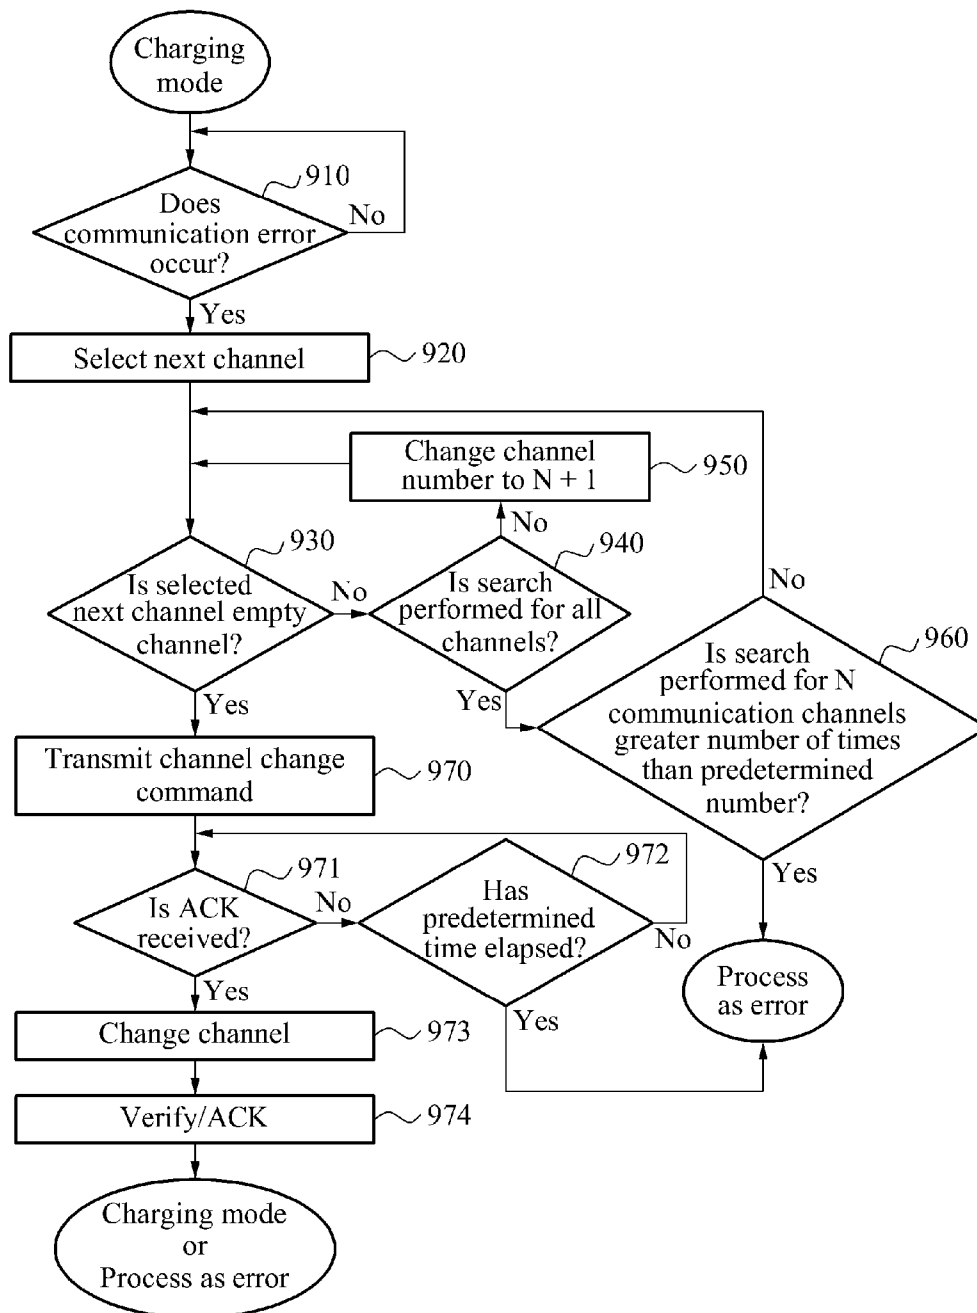 Charging
mode
910
Does
communication error
occur?
No
Yes
Select next channel
920
Change channel
number to N + 1
950
No
930
940
Is selected
next channel empty
channel?
No
Is search
performed for all
channels?
Yes
Yes
No
960
Is search
performed for N
communication channels
greater number of times
than predetermined
number?
Yes
Transmit channel change
command
970
971
Is ACK
received?
No
972
Has
predetermined
time elapsed?
No
Yes
Yes
Process
as error
Change channel
973
Verify/ACK
974
Charging mode
or
Process as error